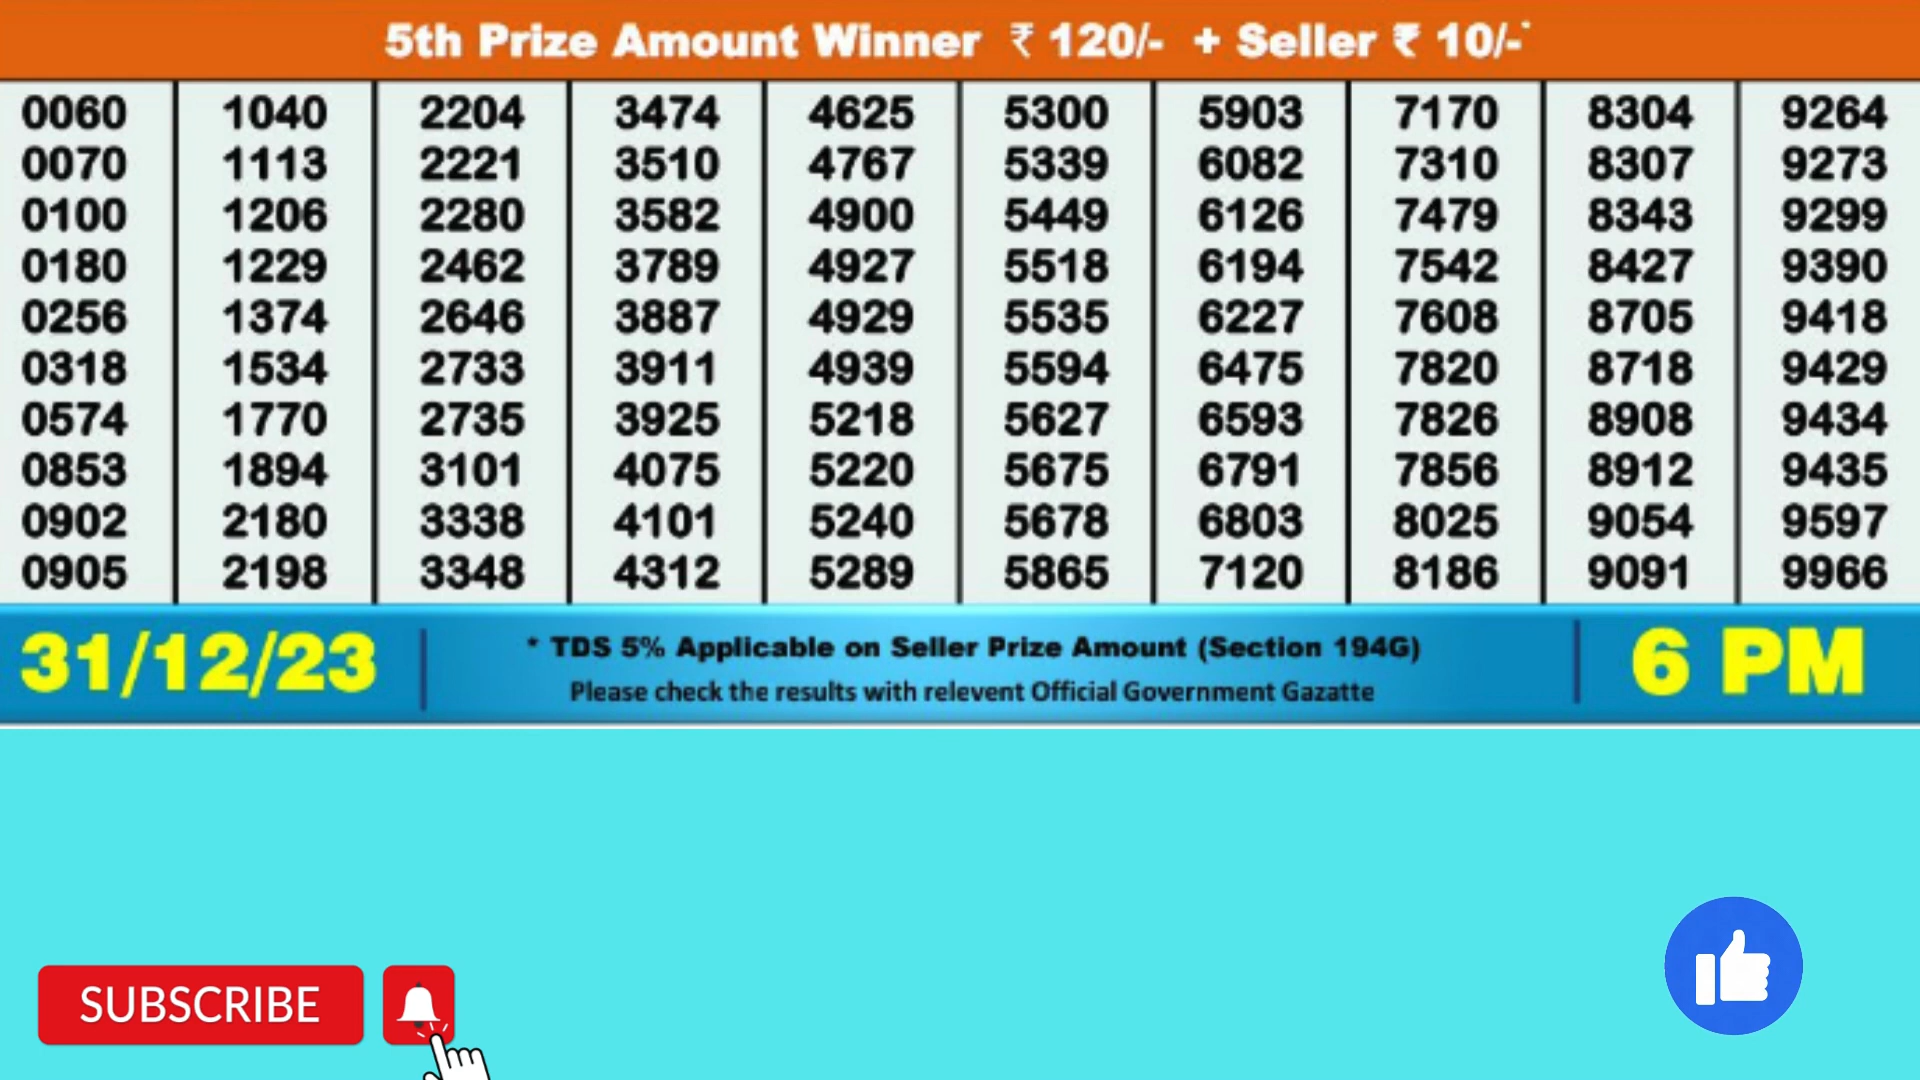 5th Prize Amount Winner ₹ 120/- + Seller ₹ 10/-*
0060 1040 2204 3474 4625 5300 5903 7170 8304 9264
0070 1113 2221 3510 4767 5339 6082 7310 8307 9273
0100 1206 2280 3582 4900 5449 6126 7479 8343 9299
0180 1229 2462 3789 4927 5518 6194 7542 8427 9390
0256 1374 2646 3887 4929 5535 6227 7608 8705 9418
0318 1534 2733 3911 4939 5594 6475 7820 8718 9429
0574 1770 2735 3925 5218 5627 6593 7826 8908 9434
0853 1894 3101 4075 5220 5675 6791 7856 8912 9435
0902 2180 3338 4101 5240 5678 6803 8025 9054 9597
0905 2198 3348 4312 5289 5865 7120 8186 9091 9966
31/12/23
* TDS 5% Applicable on Seller Prize Amount (Section 194G)
Please check the results with relevent Official Government Gazatte
6 PM
SUBSCRIBE